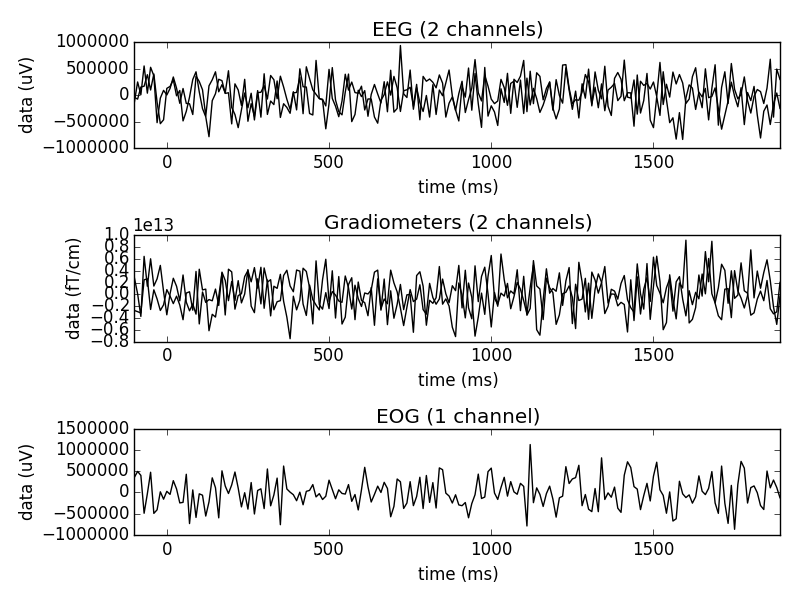 EEG (2 channels)
1000000
500000
0
−500000
−1000000
data (uV)
0 500 1000 1500
time (ms)
1e13
Gradiometers (2 channels)
1.0
0.8
0.6
0.4
0.2
0.0
−0.2
−0.4
−0.6
−0.8
data (fT/cm)
0 500 1000 1500
time (ms)
EOG (1 channel)
1500000
1000000
500000
0
−500000
−1000000
data (uV)
0 500 1000 1500
time (ms)